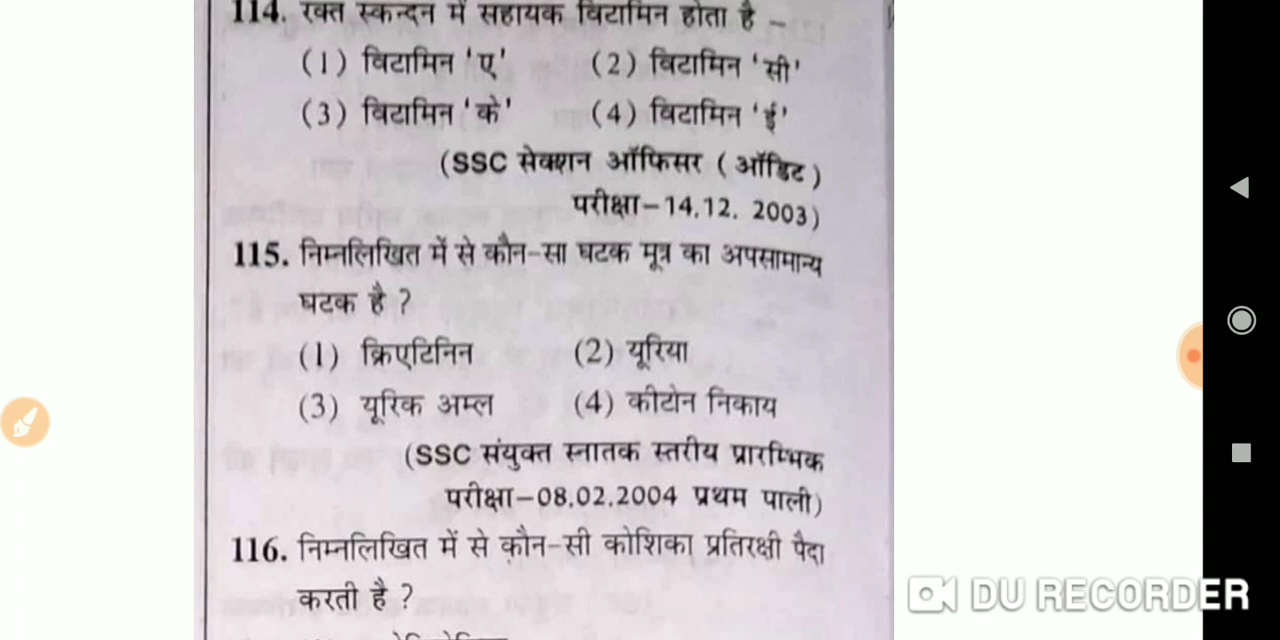 114. रक्त स्कन्दन में सहायक विटामिन होता है –
(1) विटामिन 'ए' (2) विटामिन 'सी'
(3) विटामिन 'के' (4) विटामिन 'ई'
(SSC सेक्शन ऑफिसर (ऑडिट)
परीक्षा–14.12. 2003)
115. निम्नलिखित में से कौन-सा घटक मूत्र का अपसामान्य
घटक है ?
(1) क्रिएटिनिन (2) यूरिया
(3) यूरिक अम्ल (4) कीटोन निकाय
(SSC संयुक्त स्नातक स्तरीय प्रारम्भिक
परीक्षा–08.02.2004 प्रथम पाली)
116. निम्नलिखित में से कौन-सी कोशिका प्रतिरक्षी पैदा
करती है ?
DU RECORDER